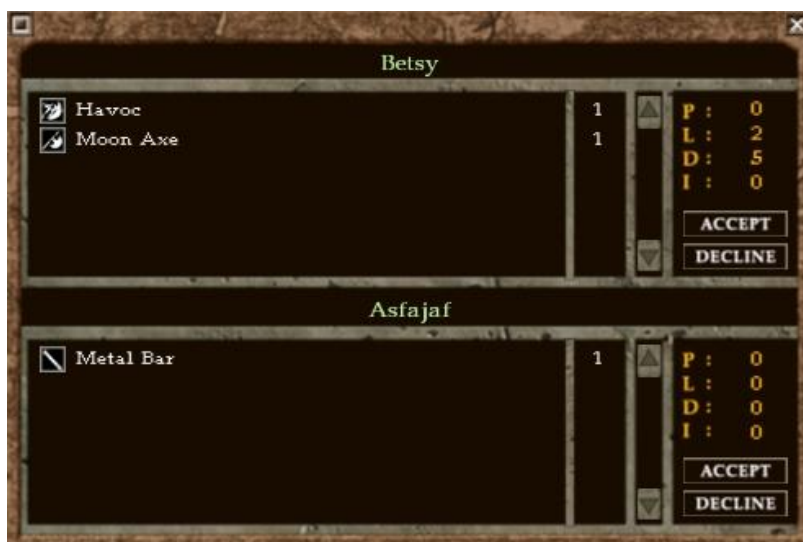 Betsy
Havoc 1
Moon Axe 1
P : 0
L : 2
D : 5
I : 0
ACCEPT
DECLINE
Asfajaf
Metal Bar 1
P : 0
L : 0
D : 0
I : 0
ACCEPT
DECLINE